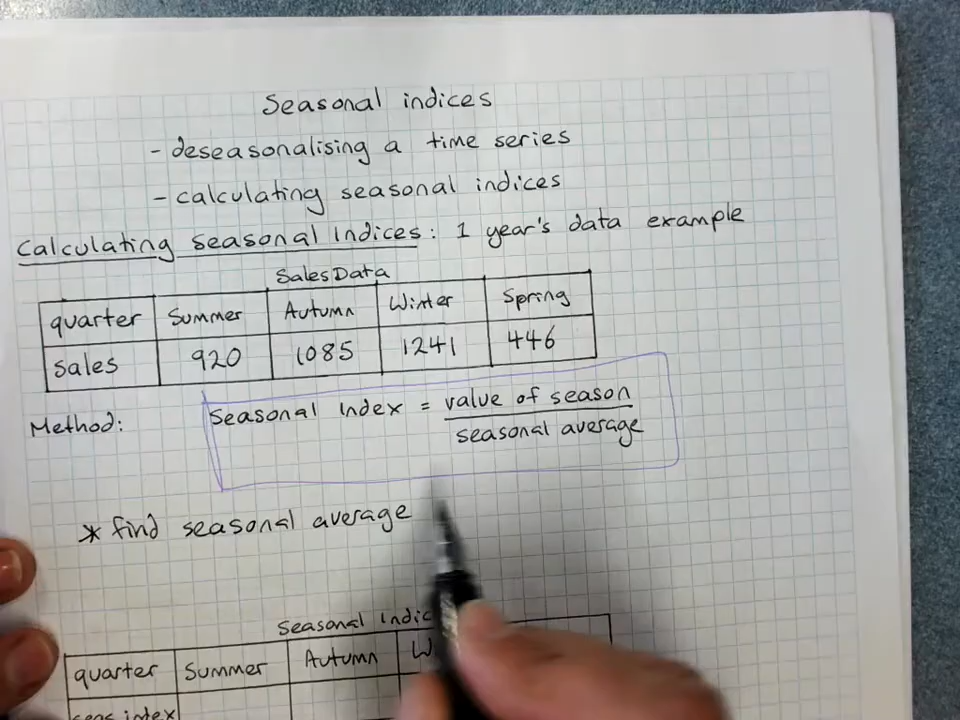 Seasonal indices
- deseasonalising a time series
- calculating seasonal indices
Calculating seasonal Indices: 1 year's data example
Sales Data
quarter Summer Autumn Winter Spring
sales 920 1085 1241 446
Method: Seasonal Index = value of season
seasonal average
* find seasonal average
Seasonal
quarter Summer Autumn
index